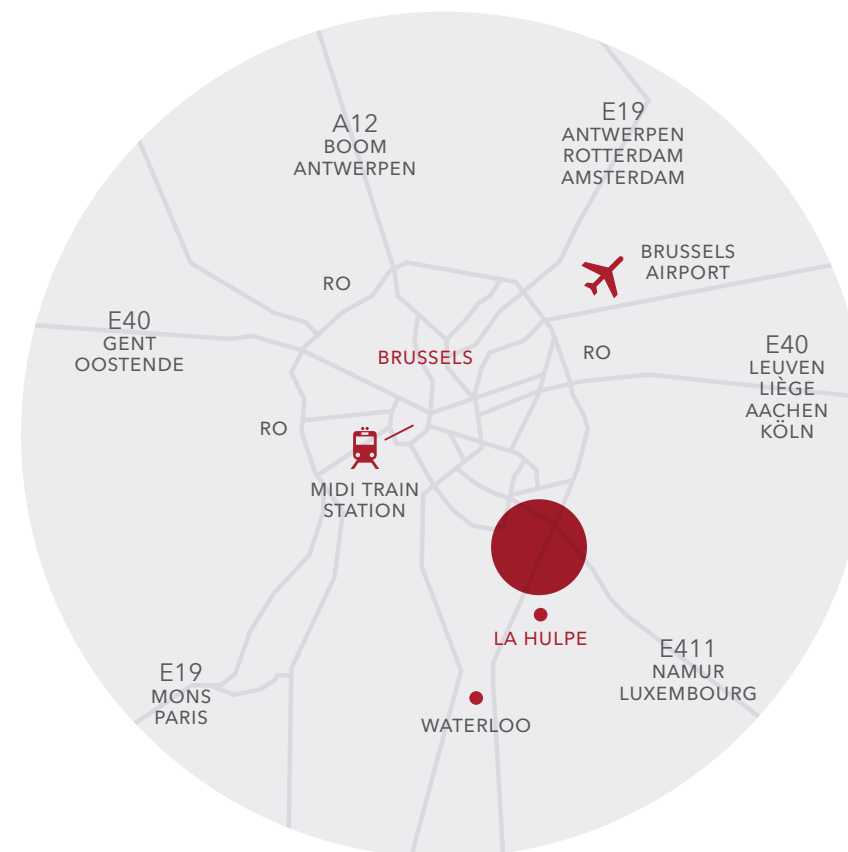 A12
BOOM
ANTWERPEN
E19
ANTWERPEN
ROTTERDAM
AMSTERDAM
BRUSSELS
AIRPORT
RO
E40
GENT
OOSTENDE
BRUSSELS
RO
E40
LEUVEN
LIÈGE
AACHEN
KÖLN
RO
MIDI TRAIN
STATION
LA HULPE
E411
NAMUR
LUXEMBOURG
E19
MONS
PARIS
WATERLOO